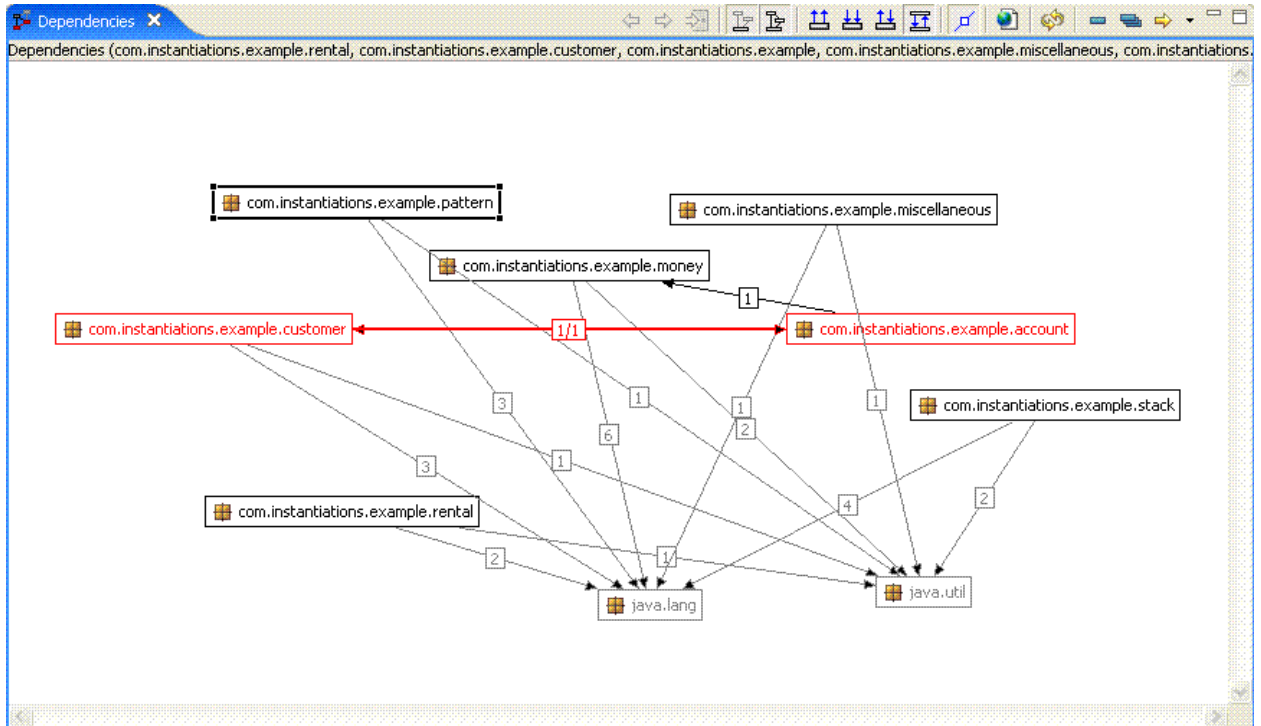 Dependencies
Dependencies (com.instantiations.example.rental, com.instantiations.example.customer, com.instantiations.example, com.instantiations.example.miscellaneous, com.instantiations.
com.instantiations.example.pattern
com.instantiations.example.miscellaneous
com.instantiations.example.money
1
com.instantiations.example.customer
1/1
com.instantiations.example.account
3
1
1
1
com.instantiations.example.stack
6
2
3
1
2
4
com.instantiations.example.rental
2
1
java.lang
java.util